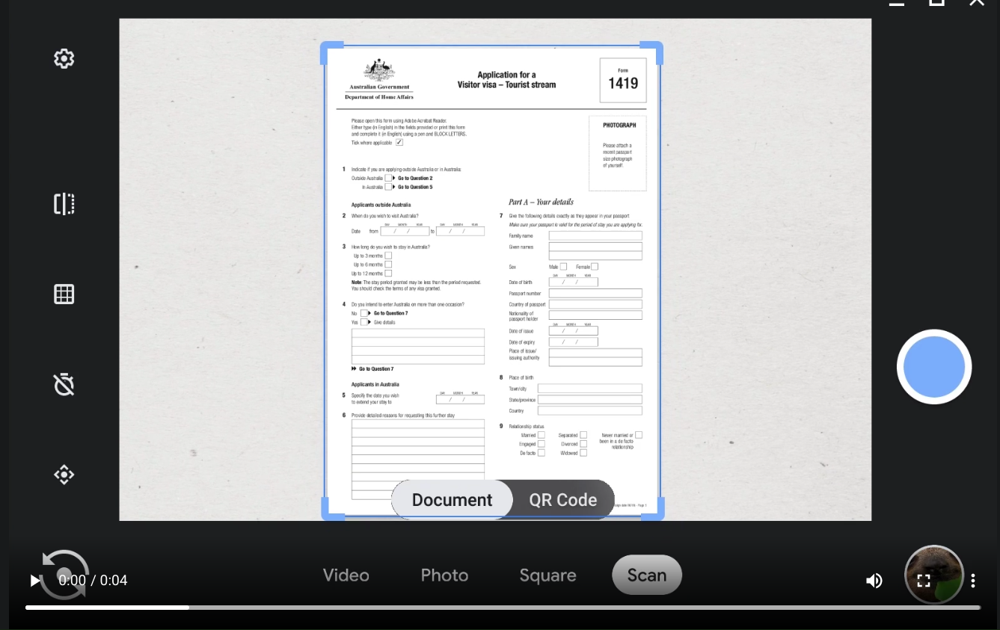 Australian Government
Department of Home Affairs
Application for a
Visitor visa – Tourist stream
Form
1419
Please open this form using Adobe Acrobat Reader.
Either type (in English) in the fields provided or print this form
and complete it (in English) using a pen and BLOCK LETTERS.
Tick where applicable ✓
PHOTOGRAPH
Please attach a
recent passport
size photograph
of yourself.
1 Indicate if you are applying outside Australia or in Australia:
Outside Australia Go to Question 2
In Australia Go to Question 5
Applicants outside Australia
2 When do you wish to visit Australia?
DAY MONTH YEAR DAY MONTH YEAR
Date from / / to / /
3 How long do you wish to stay in Australia?
Up to 3 months
Up to 6 months
Up to 12 months
Note: The stay period granted may be less than the period requested.
You should check the terms of any visa granted.
4 Do you intend to enter Australia on more than one occasion?
No Go to Question 7
Yes Give details
Go to Question 7
Applicants in Australia
5 Specify the date you wish
to extend your stay to
DAY MONTH YEAR
/ /
6 Provide detailed reasons for requesting this further stay
Part A – Your details
7 Give the following details exactly as they appear in your passport
Make sure your passport is valid for the period of stay you are applying for.
Family name
Given names
Sex Male Female
DAY MONTH YEAR
Date of birth / /
Passport number
Country of passport
Nationality of
passport holder
DAY MONTH YEAR
Date of issue / /
Date of expiry / /
Place of issue/
issuing authority
8 Place of birth
Town/city
State/province
Country
9 Relationship status
Married Separated Never married or
been in a de facto
relationship
Engaged Divorced
De facto Widowed
Document QR Code
Video Photo Square Scan
0:00 / 0:04